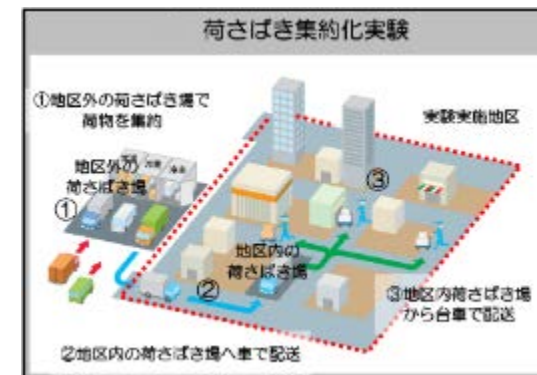 荷さばき集約化実験
①地区外の荷さばき場で
荷物を集約
実験実施地区
地区外の
荷さばき場
①
③
地区内の
荷さばき場
②
③地区内荷さばき場
から台車で配送
②地区内の荷さばき場へ車で配送